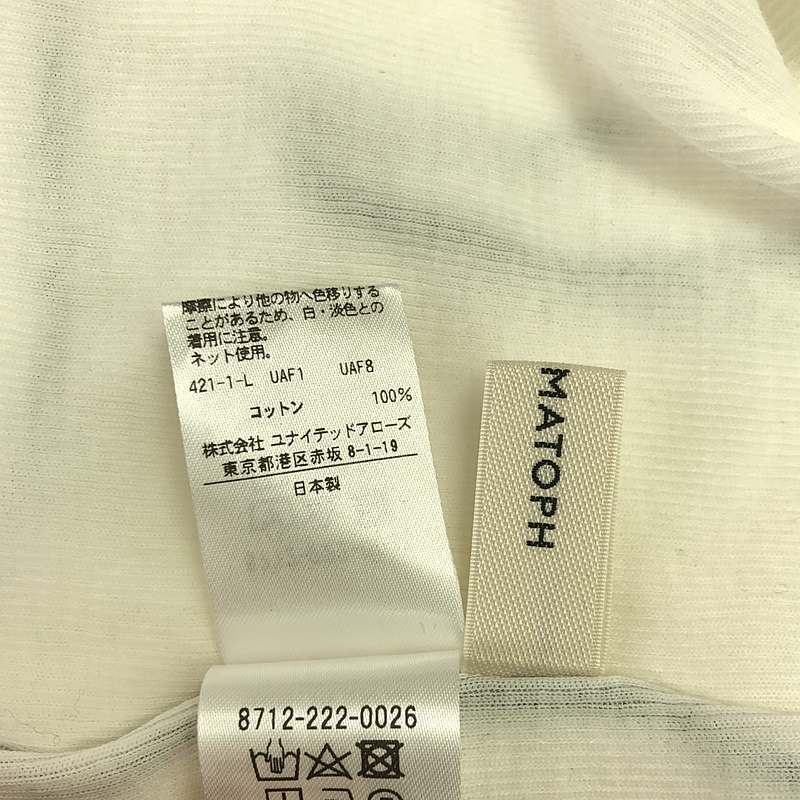 摩擦により他の物へ色移りする
ことがあるため、白・淡色との
着用に注意。
ネット使用。
421-1-L UAF1 UAF8
コットン 100%
株式会社 ユナイテッドアローズ
東京都港区赤坂 8-1-19
日本製
MATOPH
8712-222-0026